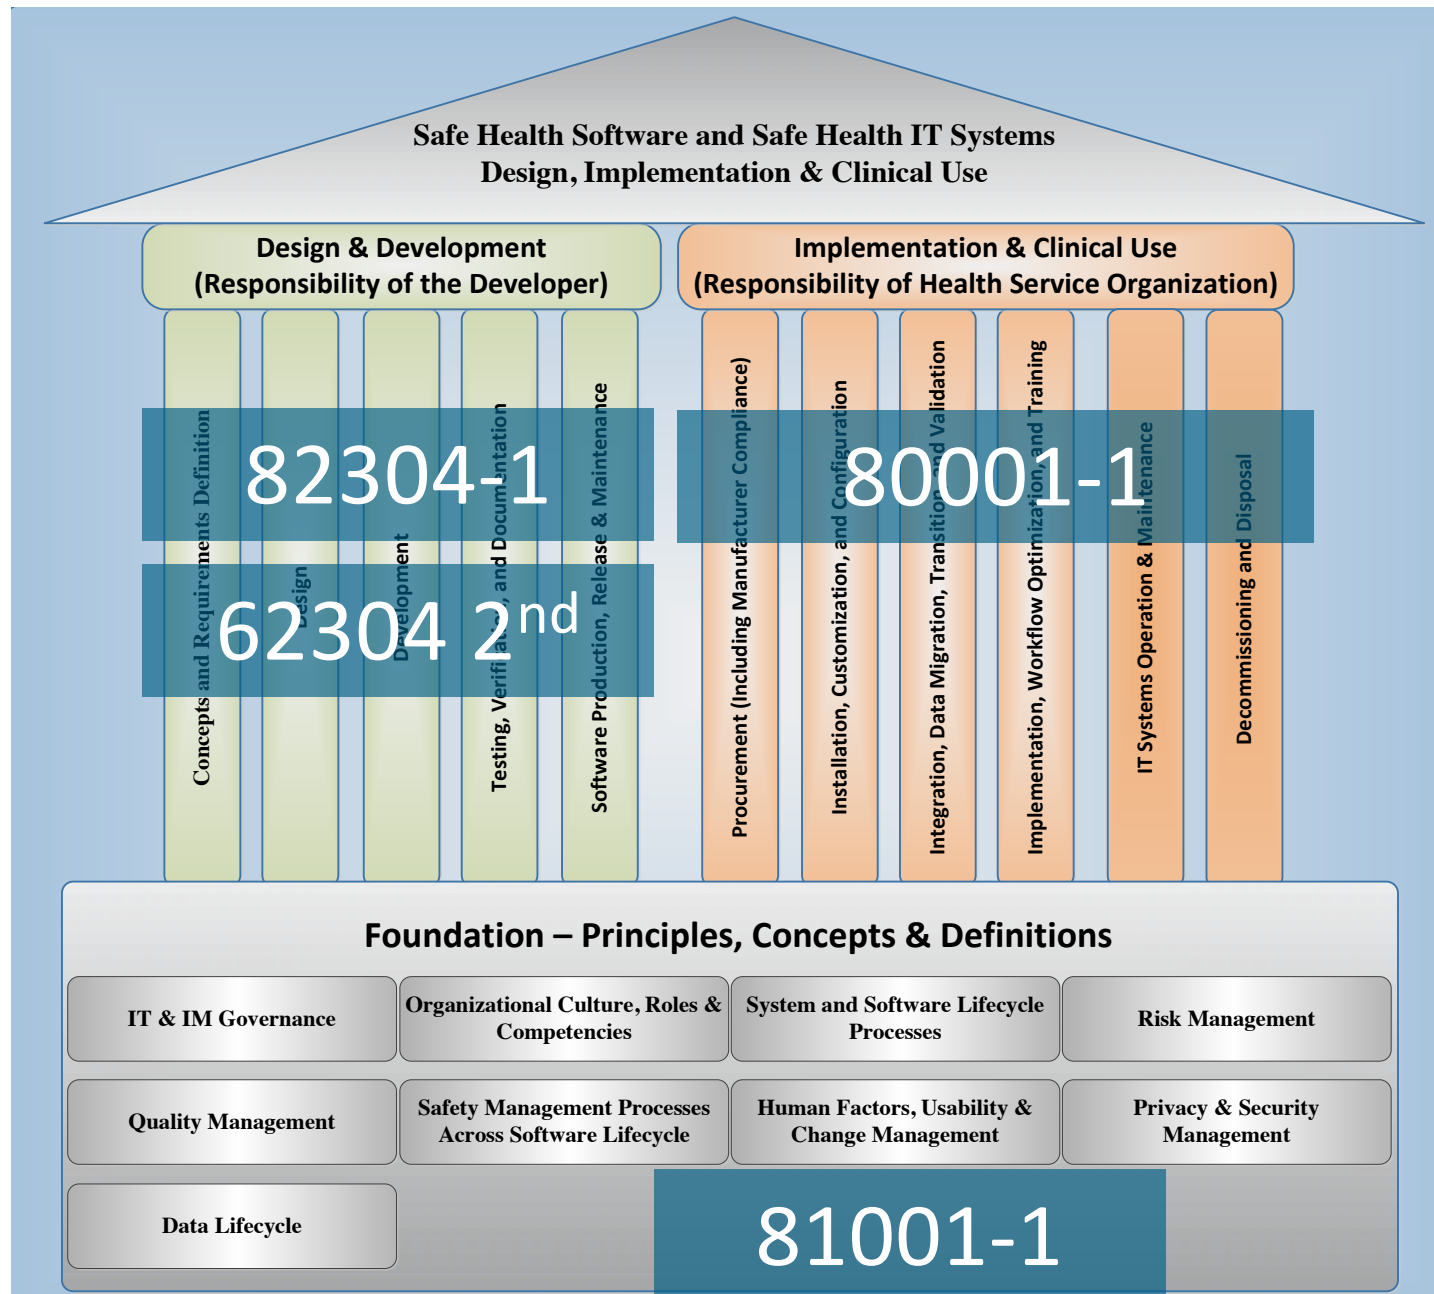 Safe Health Software and Safe Health IT Systems
Design, Implementation & Clinical Use
Design & Development
(Responsibility of the Developer)
Implementation & Clinical Use
(Responsibility of Health Service Organization)
Concepts and Requirements Definition
Design
Development
Testing, Verification, and Documentation
Software Production, Release & Maintenance
82304-1
62304 2nd
Procurement (Including Manufacturer Compliance)
Installation, Customization, and Configuration
Integration, Data Migration, Transition and Validation
Implementation, Workflow Optimization, and Training
IT Systems Operation & Maintenance
Decommissioning and Disposal
80001-1
Foundation – Principles, Concepts & Definitions
IT & IM Governance
Organizational Culture, Roles &
Competencies
System and Software Lifecycle
Processes
Risk Management
Quality Management
Safety Management Processes
Across Software Lifecycle
Human Factors, Usability &
Change Management
Privacy & Security
Management
Data Lifecycle
81001-1